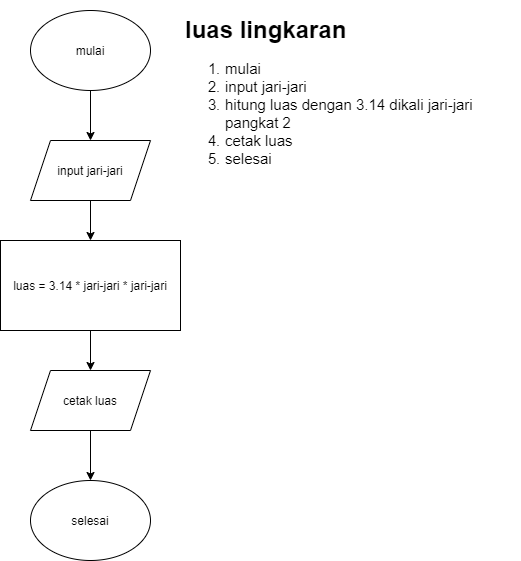 luas lingkaran
1. mulai
2. input jari-jari
3. hitung luas dengan 3.14 dikali jari-jari
pangkat 2
4. cetak luas
5. selesai
mulai
input jari-jari
luas = 3.14 * jari-jari * jari-jari
cetak luas
selesai